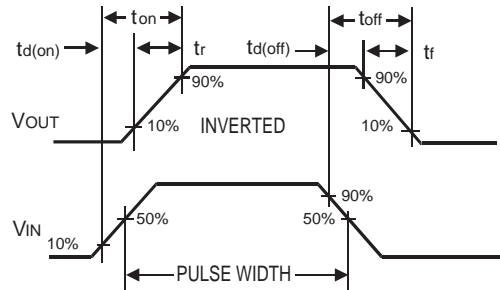 ton toff
td(on) tr td(off) tf
90% 90%
VOUT 10% INVERTED 10%
90%
50% 50%
VIN
10%
PULSE WIDTH